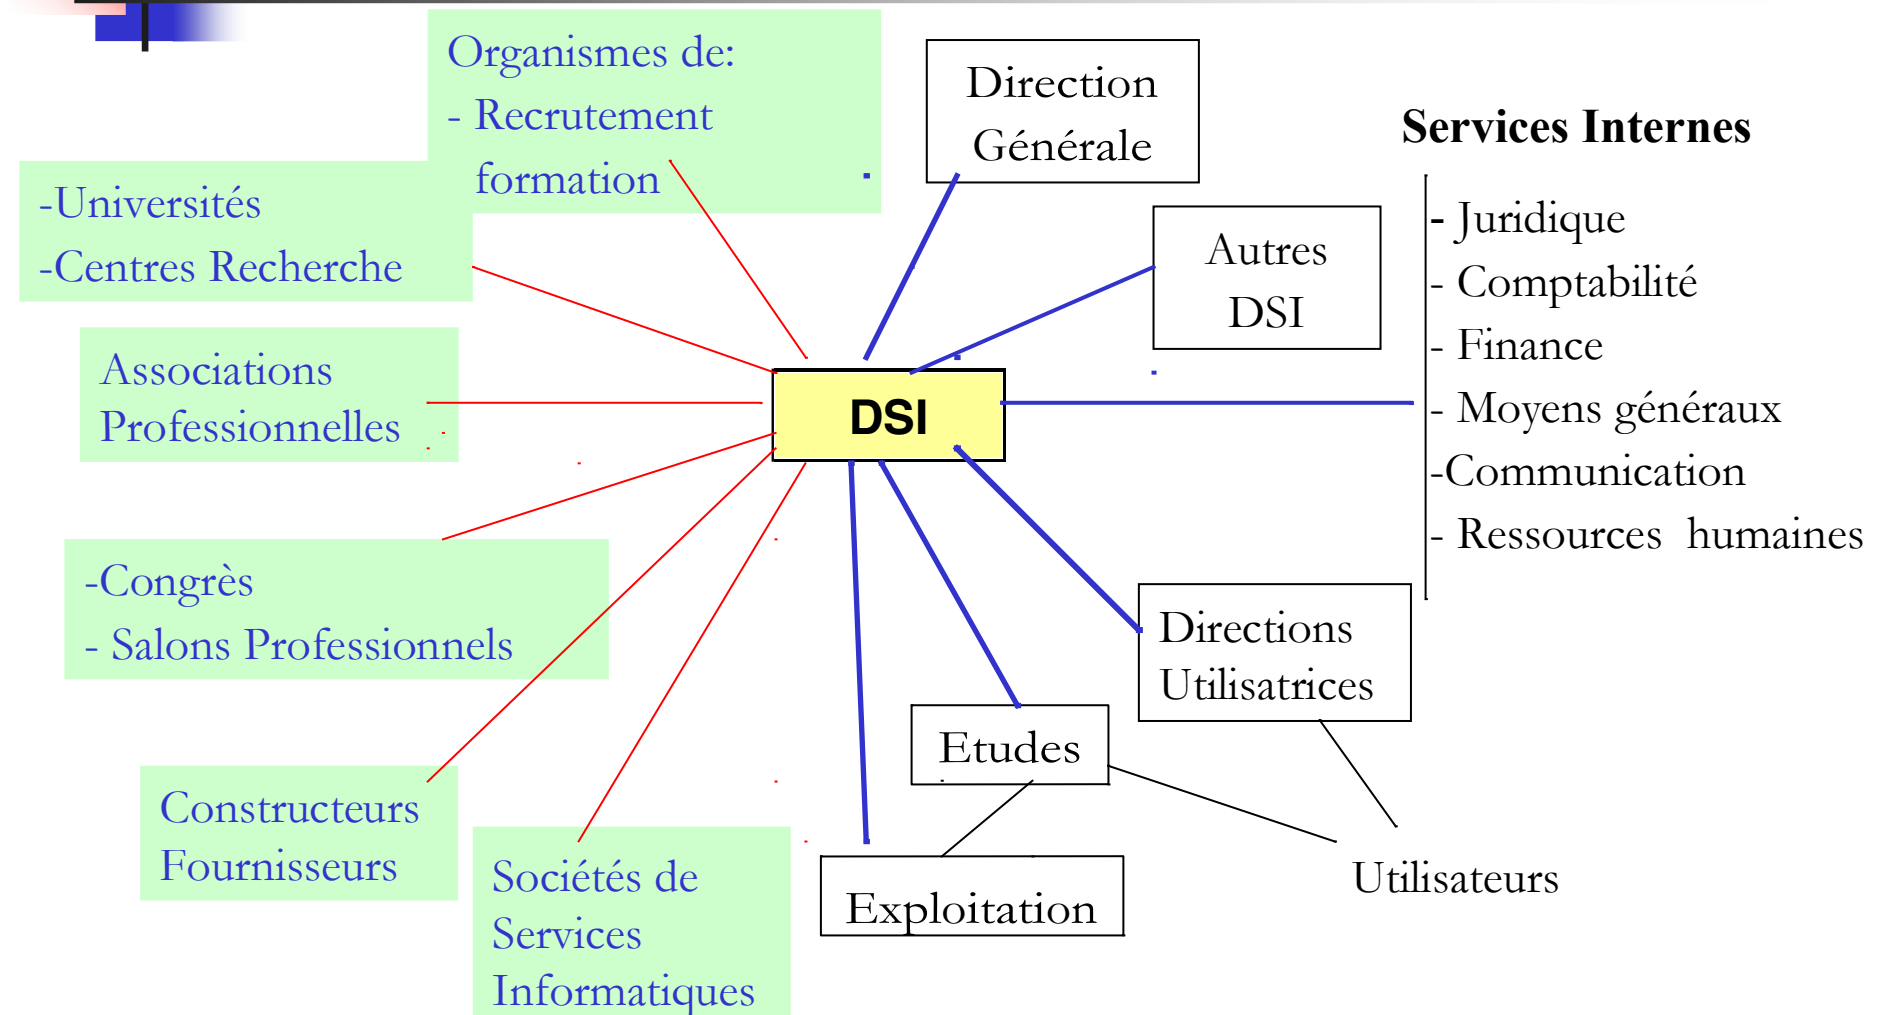 Organismes de:
- Recrutement
formation
Direction
Générale
Services Internes
-Universités
-Centres Recherche
Autres
DSI
- Juridique
- Comptabilité
- Finance
- Moyens généraux
-Communication
- Ressources humaines
Associations
Professionnelles
DSI
-Congrès
- Salons Professionnels
Directions
Utilisatrices
Etudes
Constructeurs
Fournisseurs
Sociétés de
Services
Informatiques
Exploitation
Utilisateurs